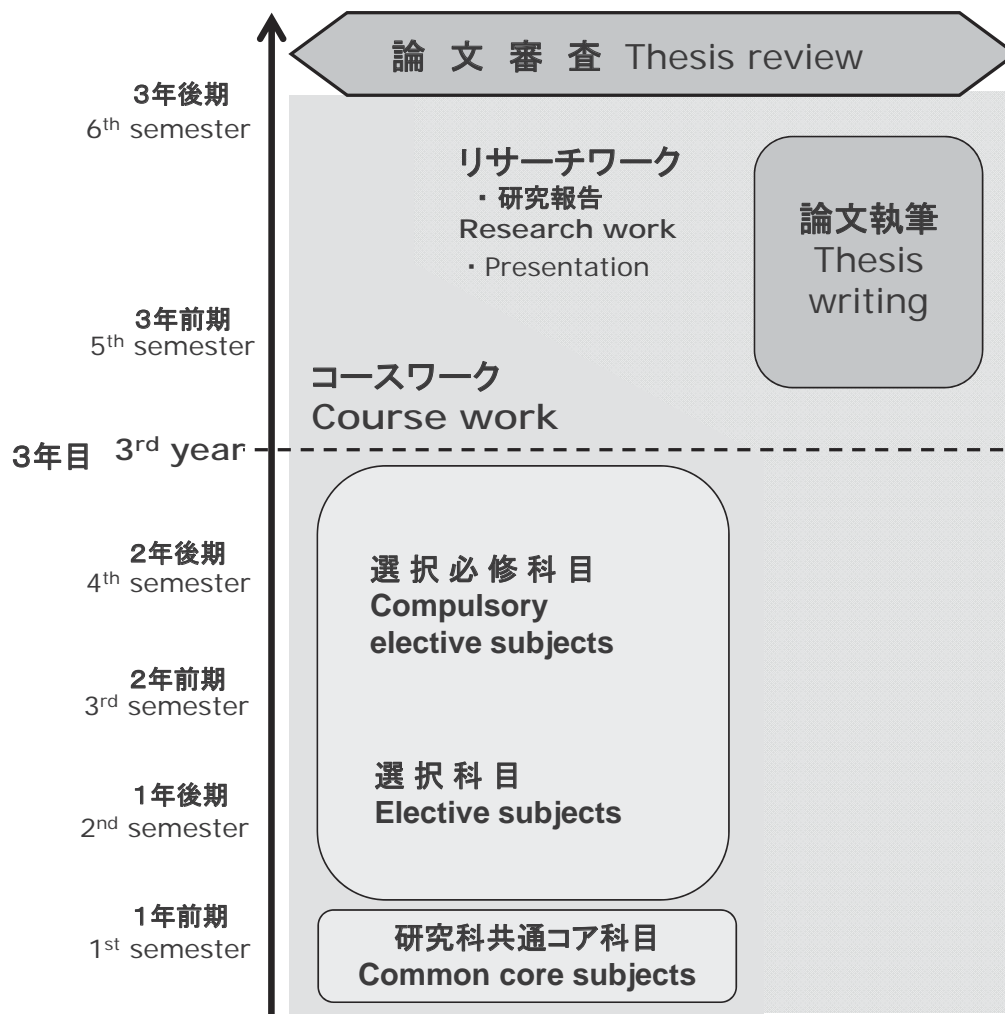 論 文 審 査 Thesis review
3年後期
6th semester
リサーチワーク
・研究報告
Research work
・Presentation
論文執筆
Thesis
writing
3年前期
5th semester
コースワーク
Course work
3年目 3rd year
2年後期
4th semester
選 択 必 修 科 目
Compulsory
elective subjects
2年前期
3rd semester
選 択 科 目
Elective subjects
1年後期
2nd semester
1年前期
1st semester
研究科共通コア科目
Common core subjects